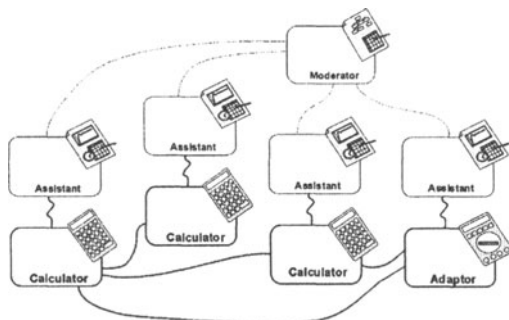 Moderator
Assistant
Assistant
Assistant
Assistant
Calculator
Calculator
Calculator
Adaptor